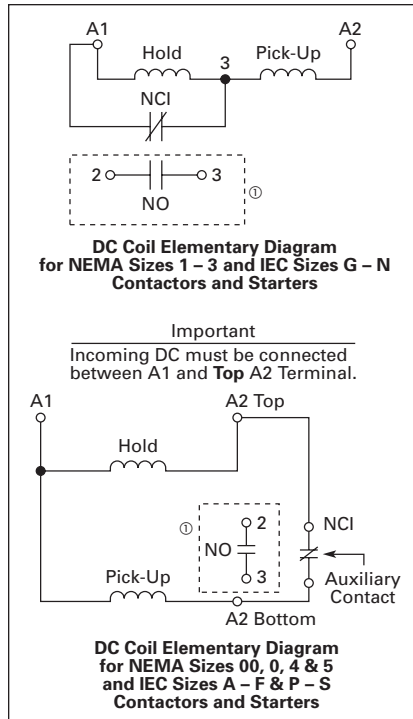 A1 A2
Hold 3 Pick-Up
NCI
2 3 ①
NO
DC Coil Elementary Diagram
for NEMA Sizes 1 – 3 and IEC Sizes G – N
Contactors and Starters
Important
Incoming DC must be connected
between A1 and Top A2 Terminal.
A1 A2 Top
Hold
① 2 NCI
NO
3
Pick-Up Auxiliary
Contact
A2 Bottom
DC Coil Elementary Diagram
for NEMA Sizes 00, 0, 4 & 5
and IEC Sizes A – F & P – S
Contactors and Starters